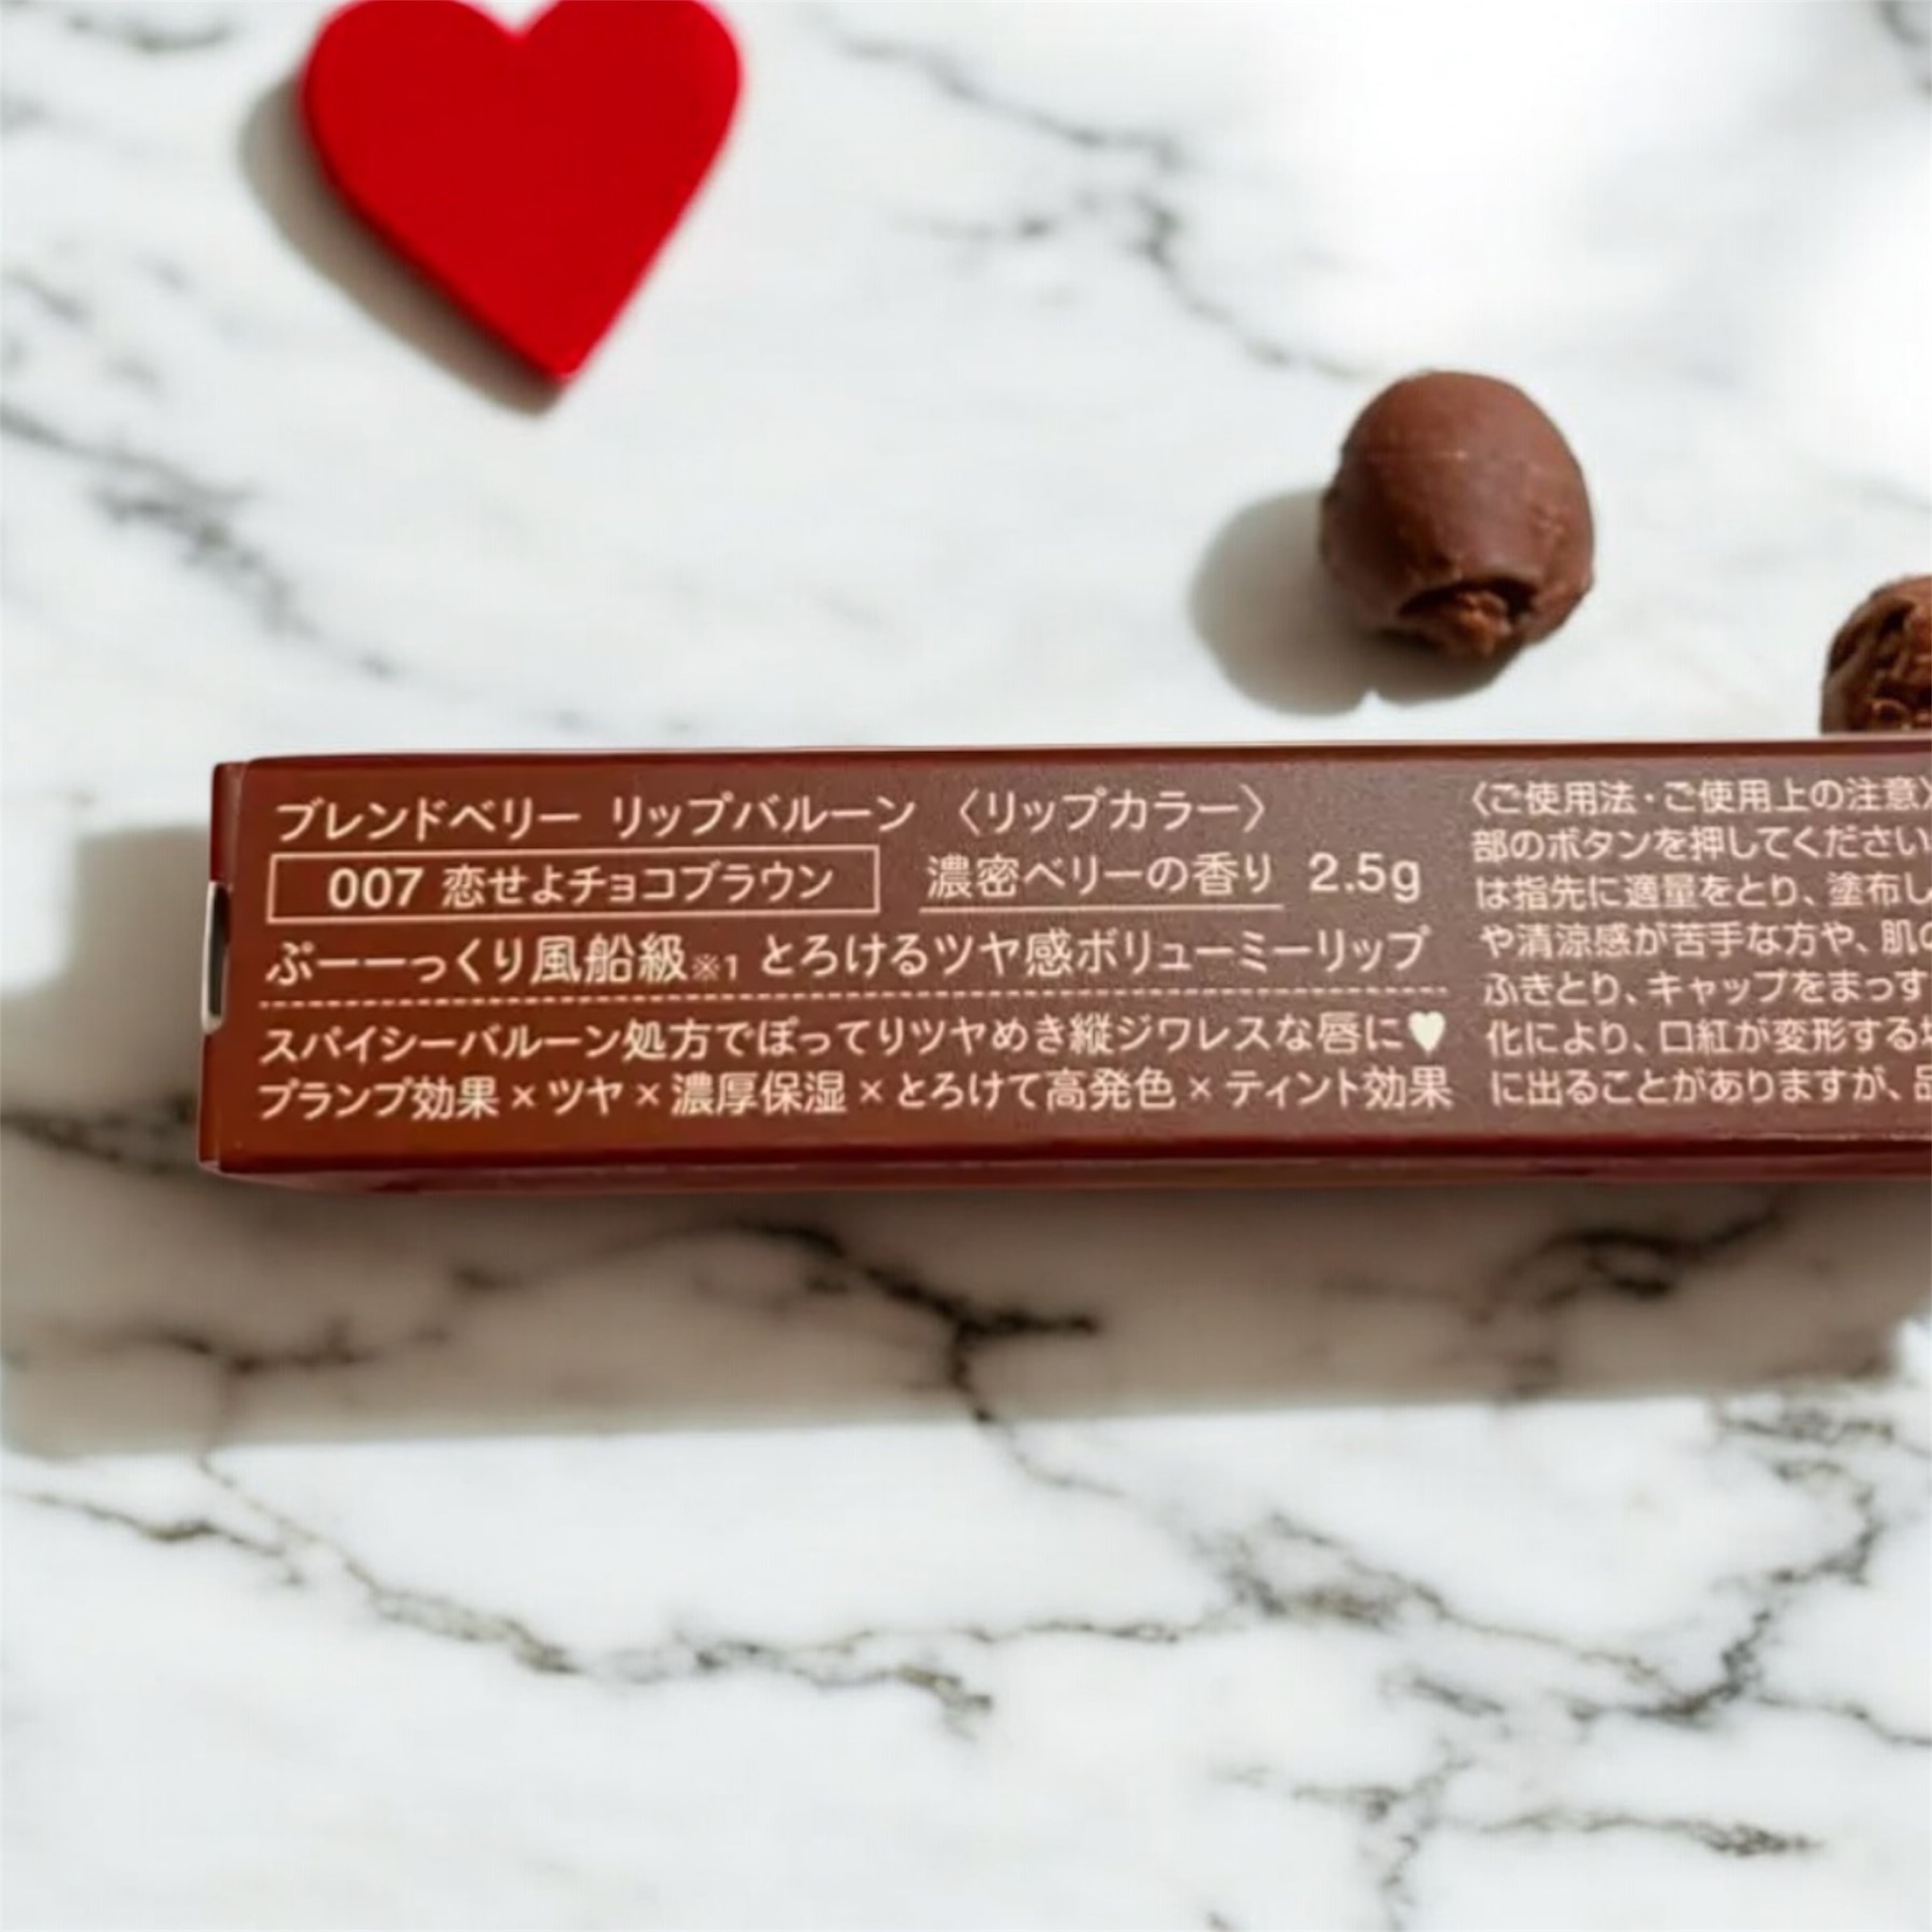 ブレンドベリー リップバルーン 〈リップカラー〉
007 恋せよチョコブラウン 濃密ベリーの香り 2.5g
ぷーーっくり風船級※1 とろけるツヤ感ボリューミーリップ
スパイシーバルーン処方でぽってりツヤめき縦ジワレスな唇に♥
プランプ効果×ツヤ×濃厚保湿×とろけて高発色×ティント効果
〈ご使用法・ご使用上の注意〉
部のボタンを押してください
は指先に適量をとり、塗布し
や清涼感が苦手な方や、肌の
ふきとり、キャップをまっす
化により、口紅が変形する
に出ることがありますが、品